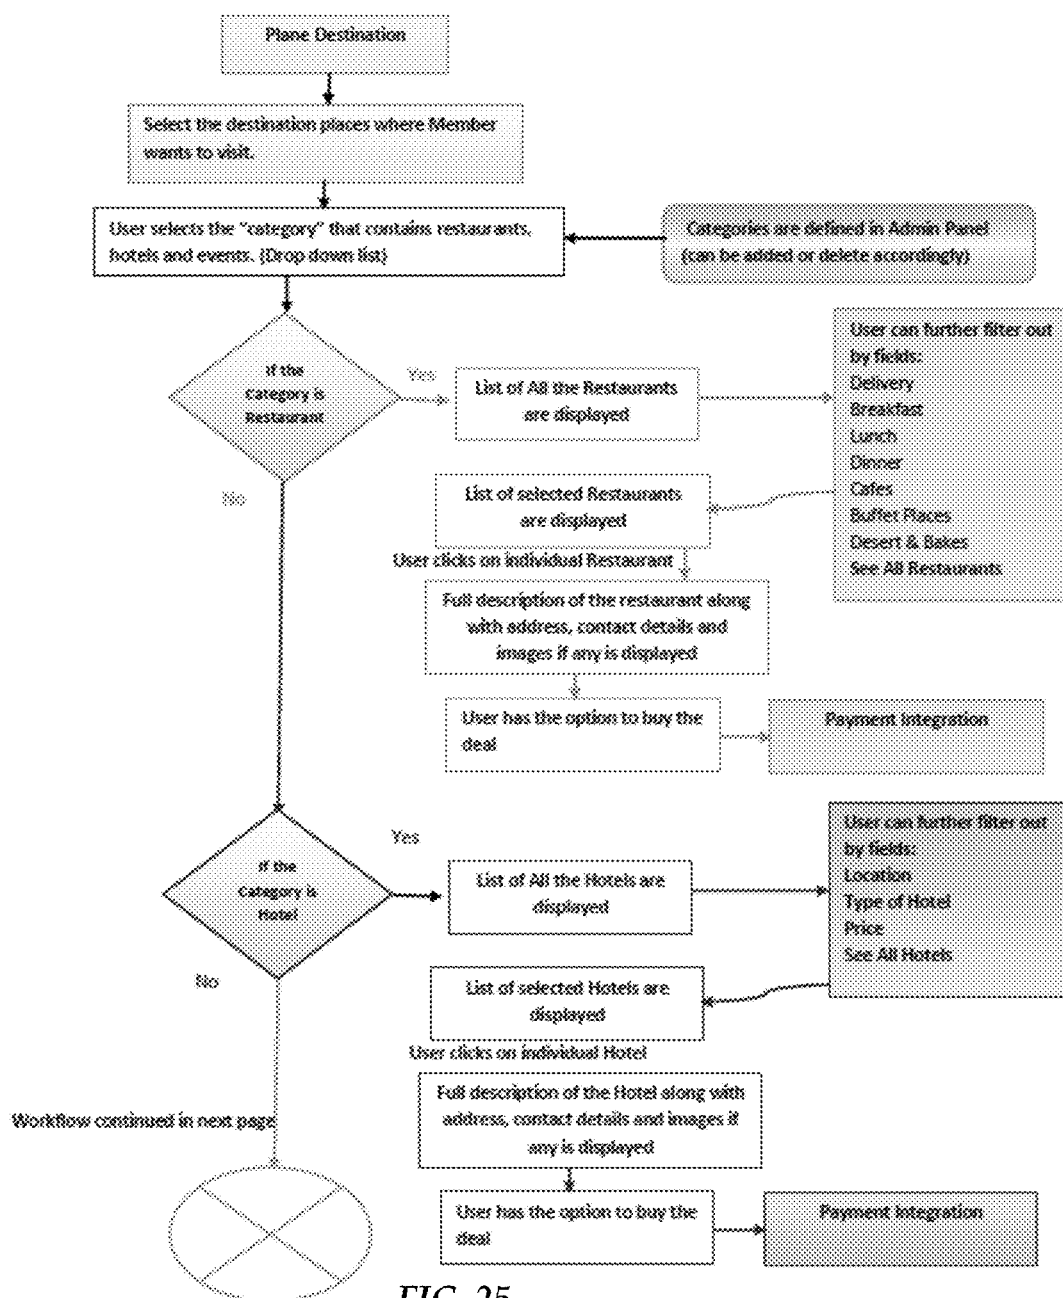 Plane Destination
Select the destination places where Member
wants to visit.
User selects the "category" that contains restaurants,
hotels and events. (Drop down list)
Categories are defined in Admin Panel
(can be added or delete accordingly)
If the
Category is
Restaurant
Yes
No
List of All the Restaurants
are displayed
User can further filter out
by fields:
Delivery
Breakfast
Lunch
Dinner
Cafes
Buffet Places
Desert & Bakes
See All Restaurants
List of selected Restaurants
are displayed
User clicks on individual Restaurant
Full description of the restaurant along
with address, contact details and
images if any is displayed
User has the option to buy the
deal
Payment Integration
If the
Category is
Hotel
Yes
No
List of All the Hotels are
displayed
User can further filter out
by fields:
Location
Type of Hotel
Price
See All Hotels
List of selected Hotels are
displayed
User clicks on individual Hotel
Full description of the Hotel along with
address, contact details and images if
any is displayed
User has the option to buy the
deal
Payment Integration
Workflow continued in next page
FIG. 25